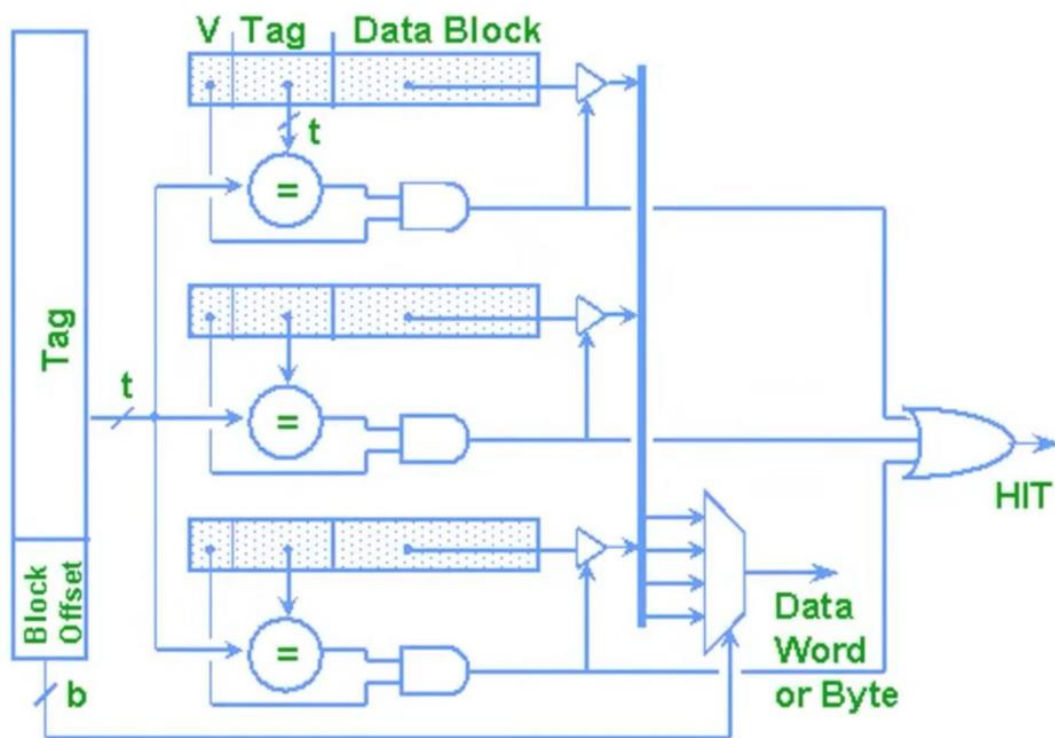 V Tag Data Block
t
=
Tag
t
=
HIT
=
Block
Offset
b
Data
Word
or Byte